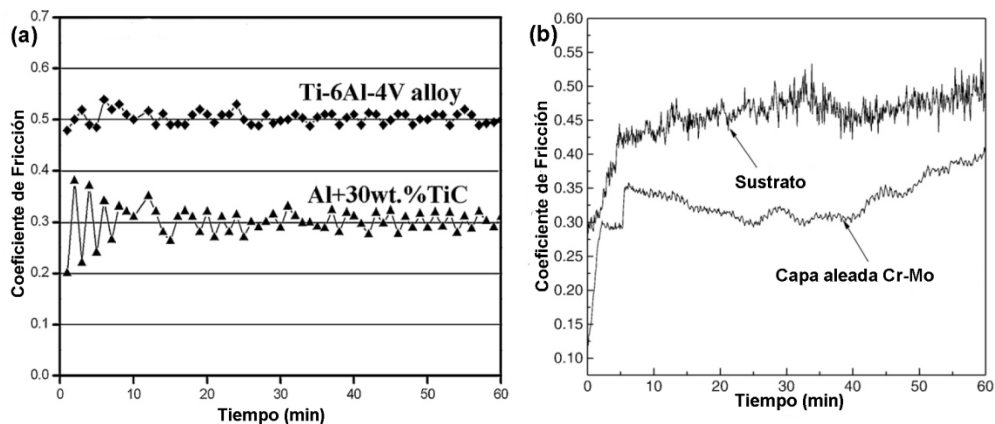 (a)
0.7
0.6
0.5
0.4
0.3
0.2
0.1
0.0
Coeficiente de Fricción
Ti-6Al-4V alloy
Al+30wt.%TiC
0 10 20 30 40 50 60
Tiempo (min)
(b)
0.60
0.55
0.50
0.45
0.40
0.35
0.30
0.25
0.20
0.15
0.10
Coeficiente de Fricción
Sustrato
Capa aleada Cr-Mo
0 10 20 30 40 50 60
Tiempo (min)